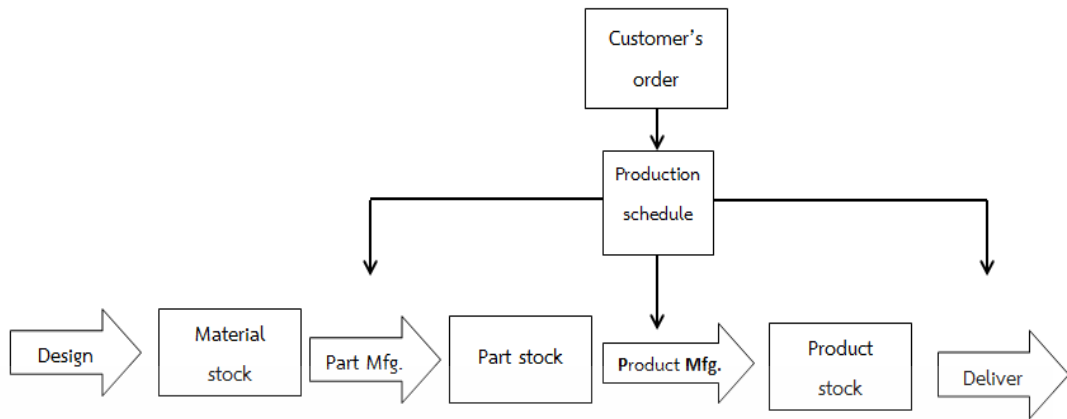 Customer's
order
Production
schedule
Design
Material
stock
Part Mfg.
Part stock
Product Mfg.
Product
stock
Deliver